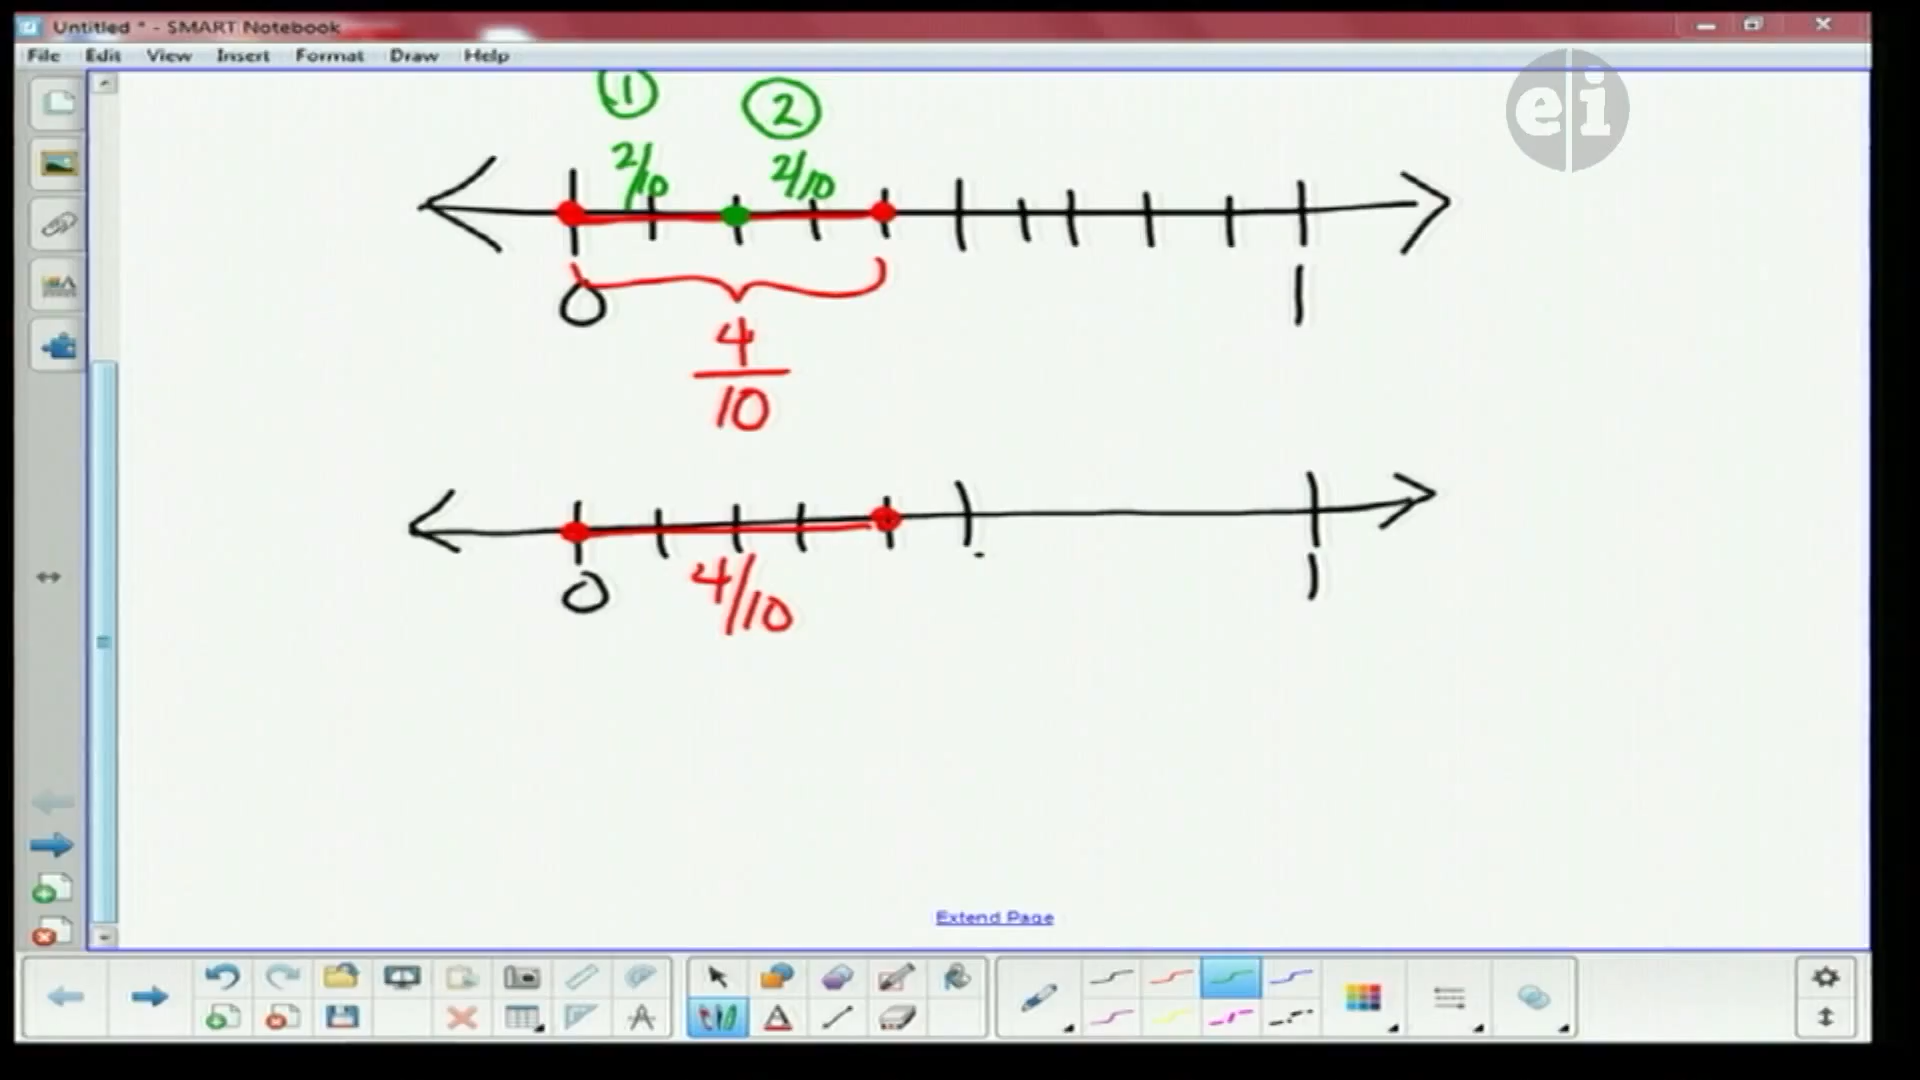 Untitled * - SMART Notebook
File Edit View Insert Format Draw Help
ei
1 2
2/10 2/10
0 1
4
10
0 4/10 1
Extend Page